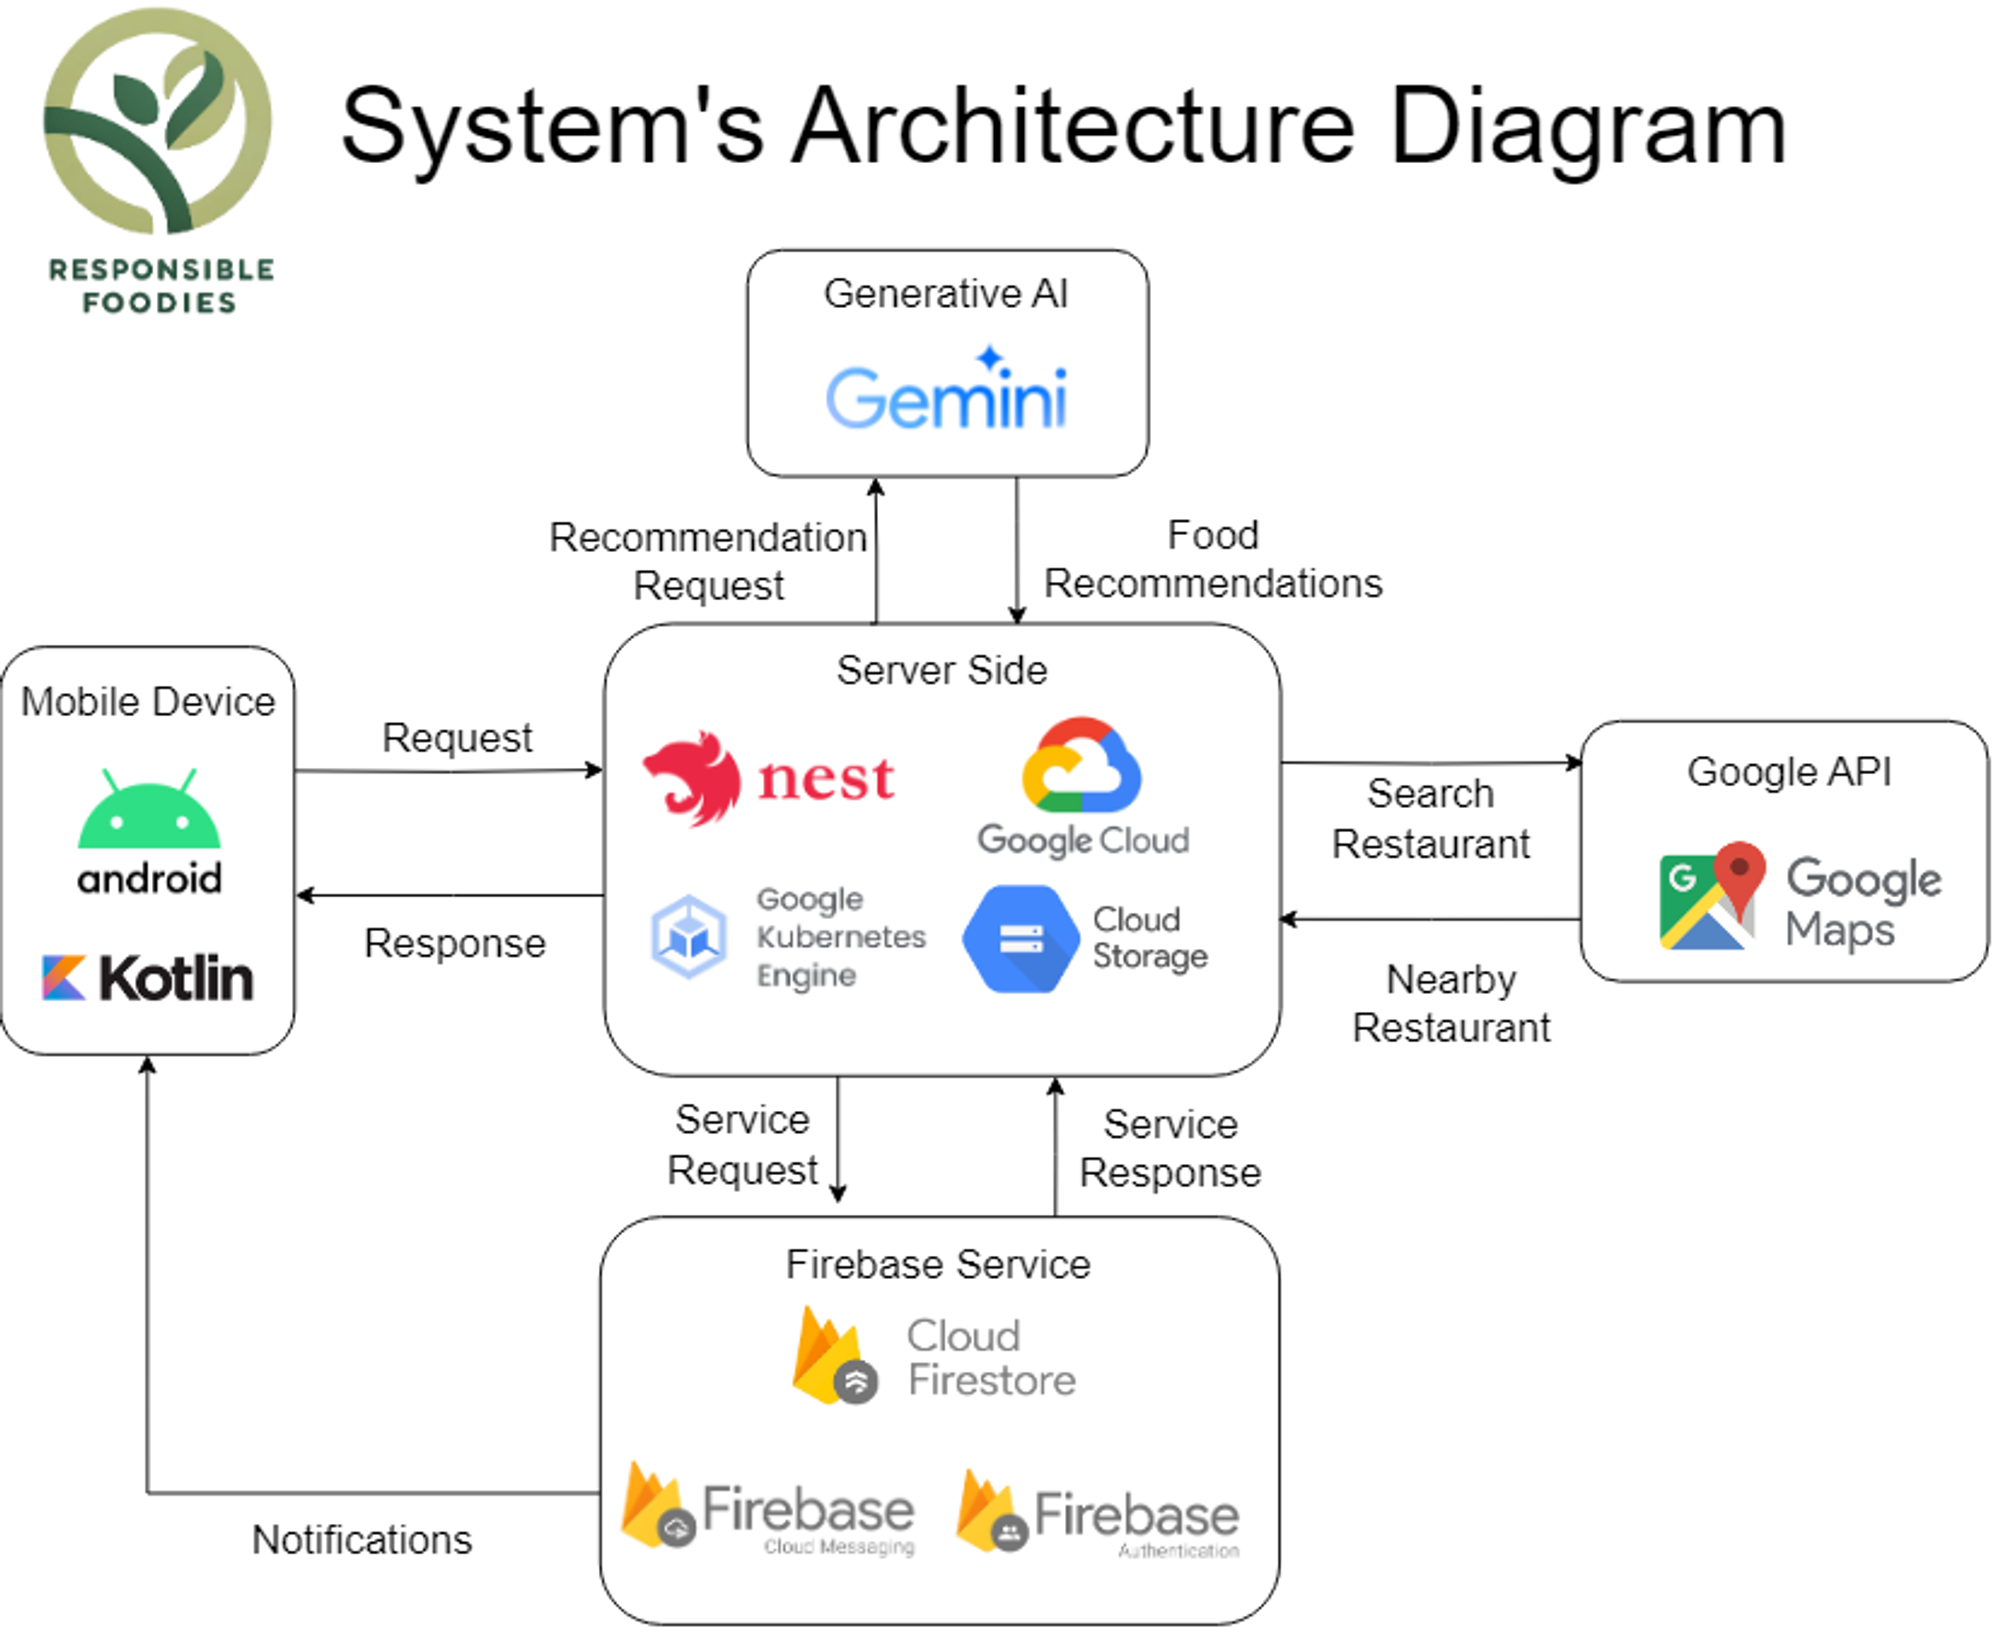 System's Architecture Diagram
RESPONSIBLE
FOODIES
Generative AI
Gemini
Recommendation
Request
Food
Recommendations
Mobile Device
android
Kotlin
Request
Response
Server Side
nest
Google Cloud
Google
Kubernetes
Engine
Cloud
Storage
Search
Restaurant
Nearby
Restaurant
Google API
G
Google
Maps
Service
Request
Service
Response
Firebase Service
Cloud
Firestore
Firebase
Cloud Messaging
Firebase
Authentication
Notifications